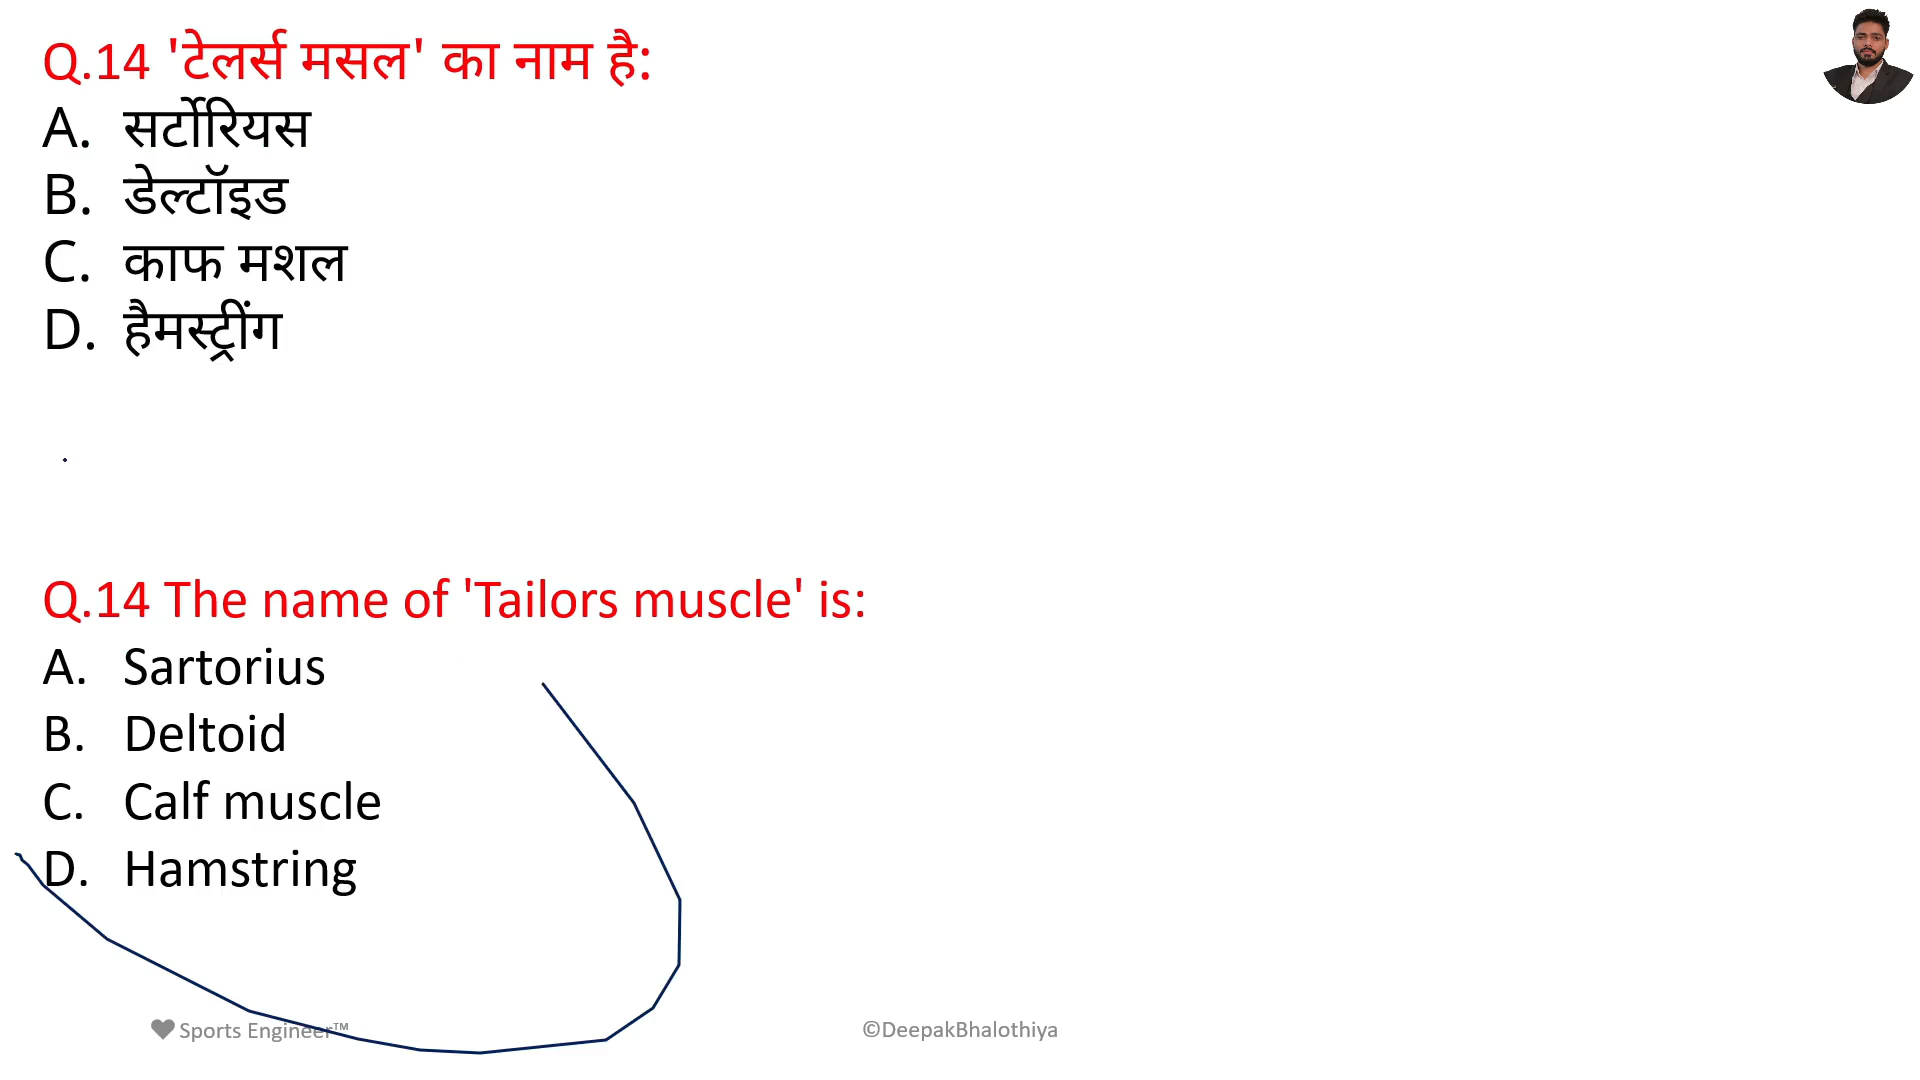 Q.14 'टेलर्स मसल' का नाम है:
A. सर्टोरियस
B. डेल्टॉइड
C. काफ मशल
D. हैमस्ट्रींग
Q.14 The name of 'Tailors muscle' is:
A. Sartorius
B. Deltoid
C. Calf muscle
D. Hamstring
Sports Engineer™
©DeepakBhalothiya